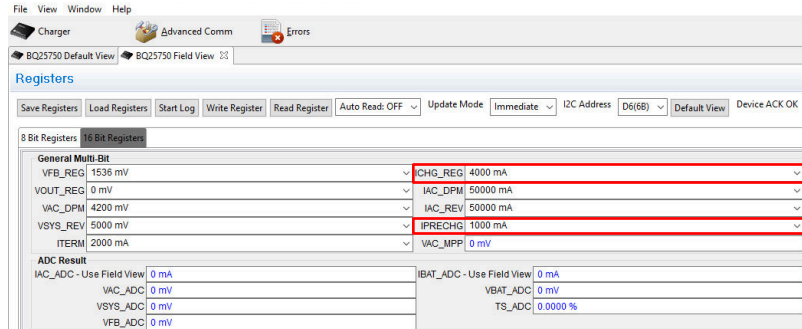 File View Window Help
Charger Advanced Comm Errors
BQ25750 Default View BQ25750 Field View
Registers
Save Registers Load Registers Start Log Write Register Read Register Auto Read: OFF Update Mode Immediate I2C Address D6(6B) Default View Device ACK OK
8 Bit Registers 16 Bit Registers
General Multi-Bit
VFB_REG 1536 mV ICHG_REG 4000 mA
VOUT_REG 0 mV IAC_DPM 50000 mA
VAC_DPM 4200 mV IAC_REV 50000 mA
VSYS_REV 5000 mV IPRECHG 1000 mA
ITERM 2000 mA VAC_MPP 0 mV
ADC Result
IAC_ADC - Use Field View 0 mA IBAT_ADC - Use Field View 0 mA
VAC_ADC 0 mV VBAT_ADC 0 mV
VSYS_ADC 0 mV TS_ADC 0.0000 %
VFB_ADC 0 mV